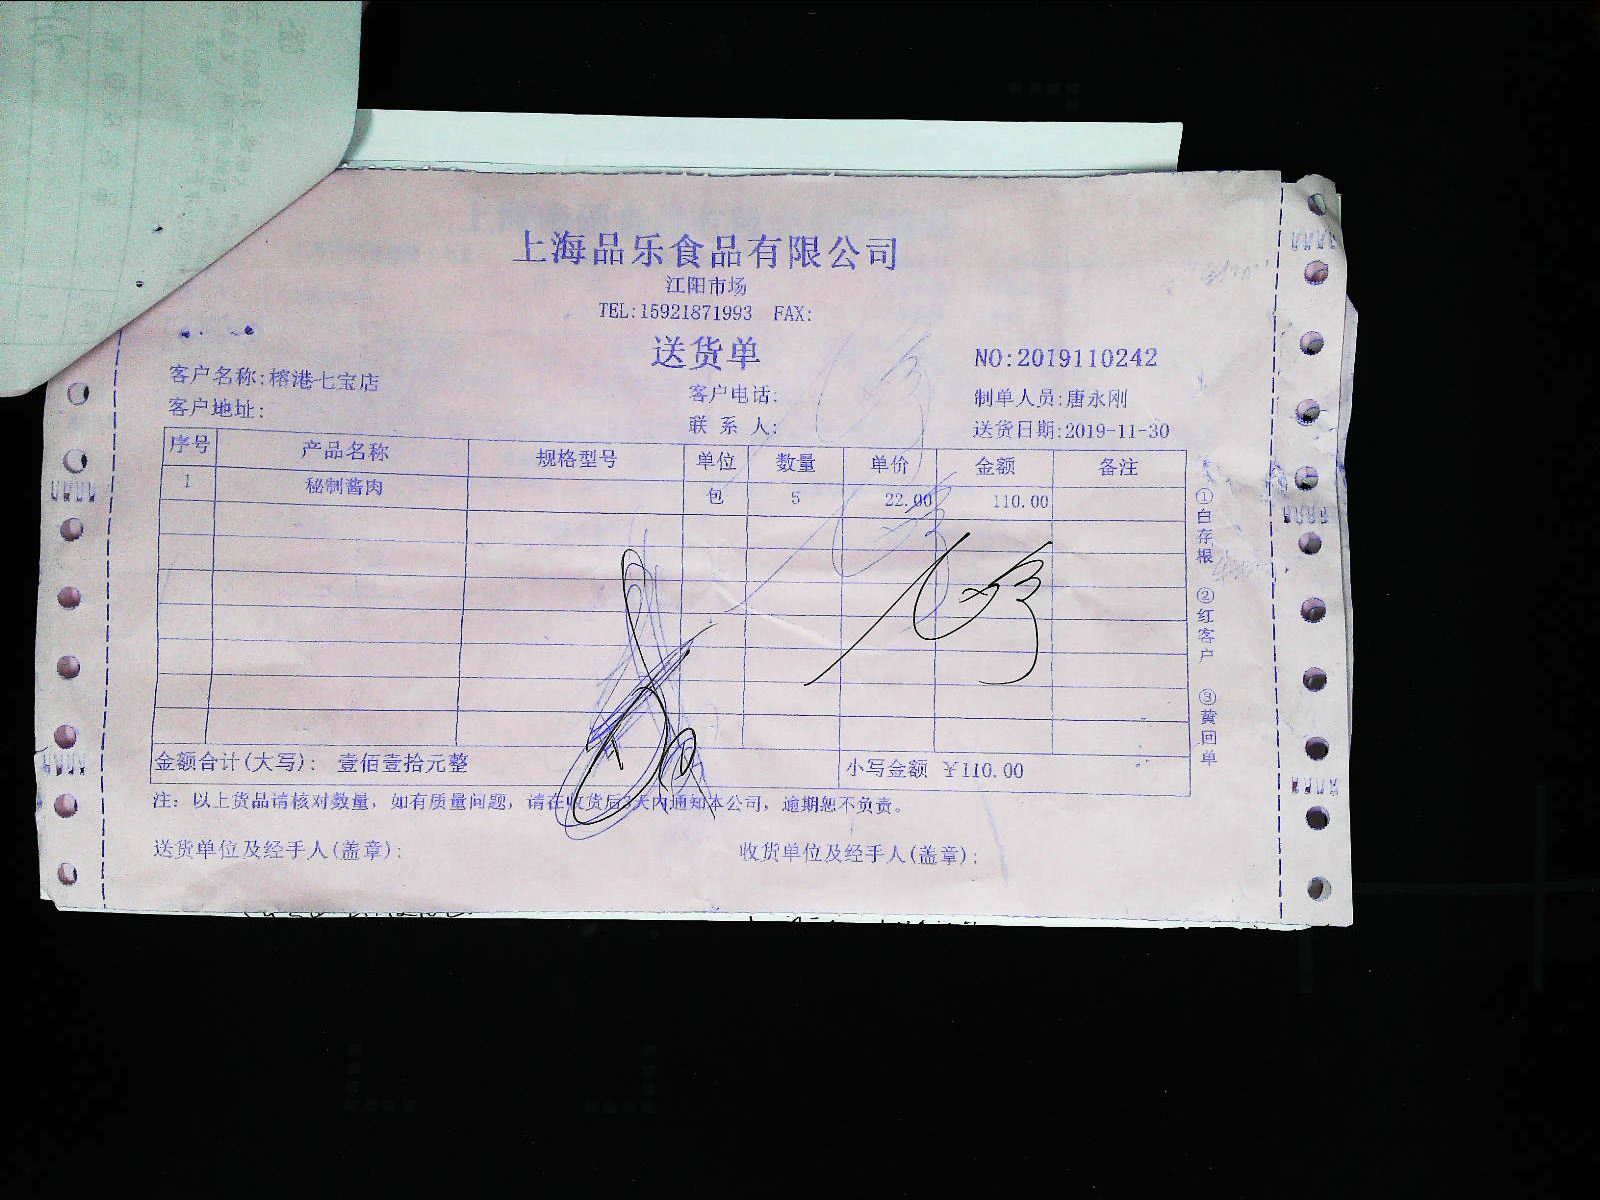 上海品乐食品有限公司
江阳市场
TEL:15921871993 FAX:
送货单
NO:2019110242
客户名称:榕港七宝店
客户电话:
制单人员:唐永刚
客户地址:
联系人:
送货日期:2019-11-30
序号 产品名称 规格型号 单位 数量 单价 金额 备注
1 秘制酱肉 包 5 22.00 110.00
①白存根 ②红客户 ③黄回单
金额合计(大写): 壹佰壹拾元整 小写金额 ¥110.00
注: 以上货品请核对数量, 如有质量问题, 请在收货后3天内通知本公司, 逾期恕不负责。
送货单位及经手人(盖章): 收货单位及经手人(盖章):